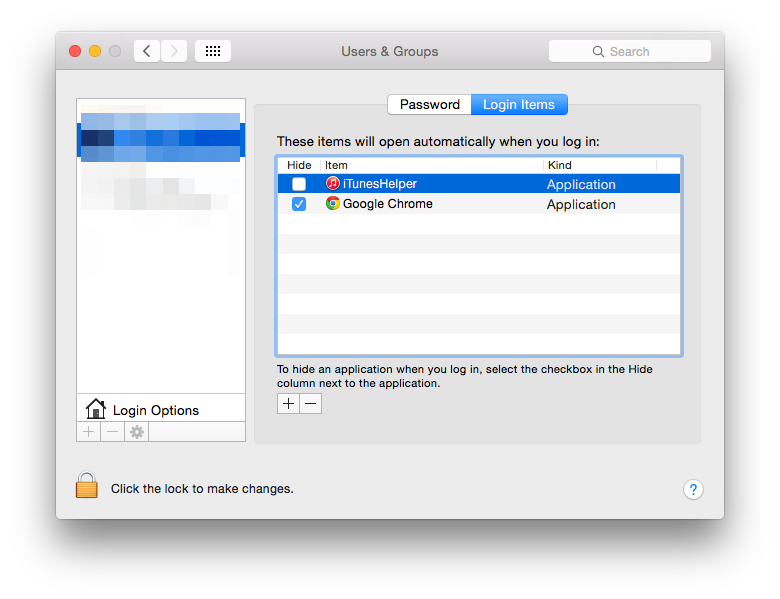 Users & Groups
Search
Password
Login Items
These items will open automatically when you log in:
Hide Item Kind
iTunesHelper Application
Google Chrome Application
To hide an application when you log in, select the checkbox in the Hide
column next to the application.
+ −
Login Options
+ −
Click the lock to make changes.
?